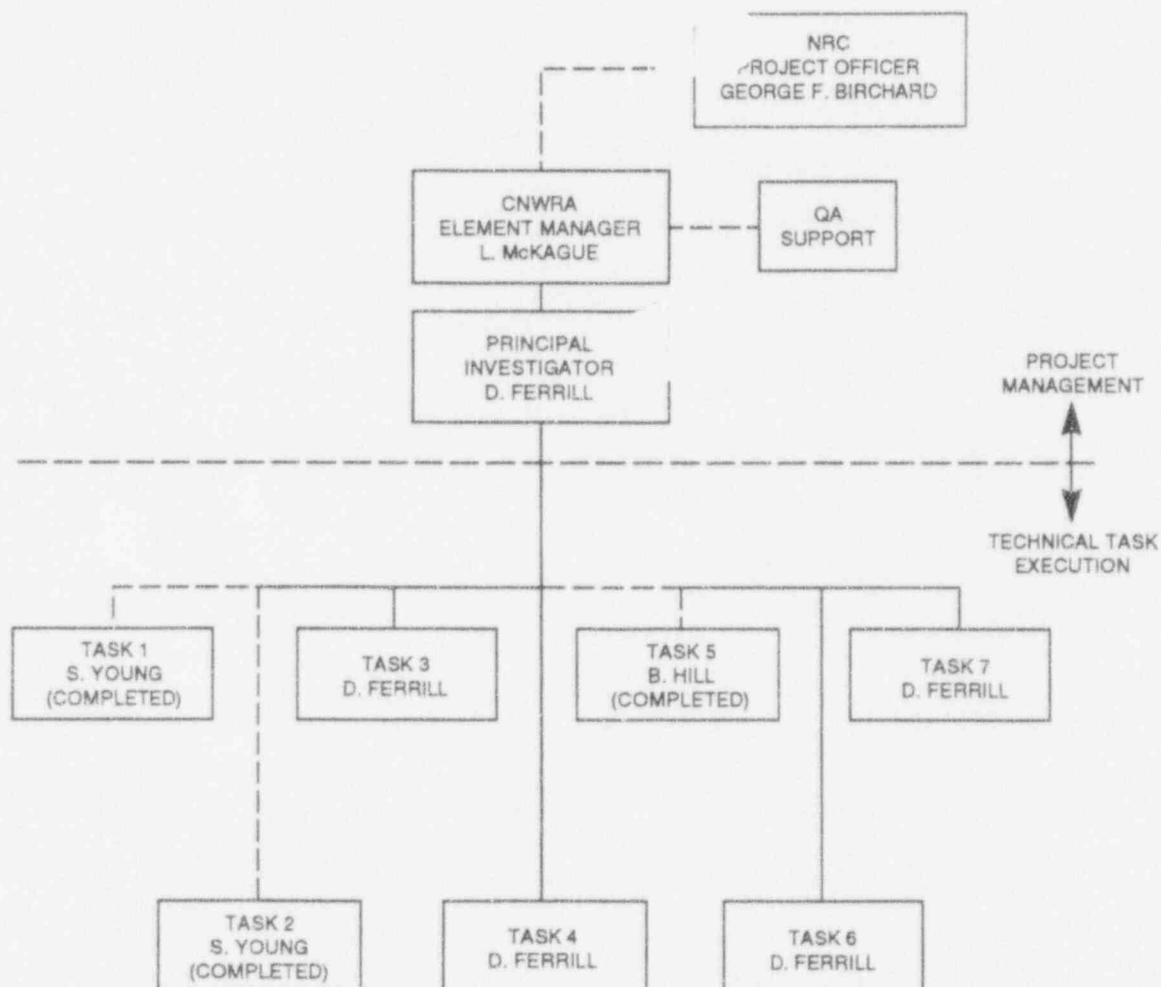 NRC
PROJECT OFFICER
GEORGE F. BIRCHARD
CNWRA
ELEMENT MANAGER
L. McKAGUE
QA
SUPPORT
PRINCIPAL
INVESTIGATOR
D. FERRILL
PROJECT
MANAGEMENT
TECHNICAL TASK
EXECUTION
TASK 1
S. YOUNG
(COMPLETED)
TASK 3
D. FERRILL
TASK 5
B. HILL
(COMPLETED)
TASK 7
D. FERRILL
TASK 2
S. YOUNG
(COMPLETED)
TASK 4
D. FERRILL
TASK 6
D. FERRILL